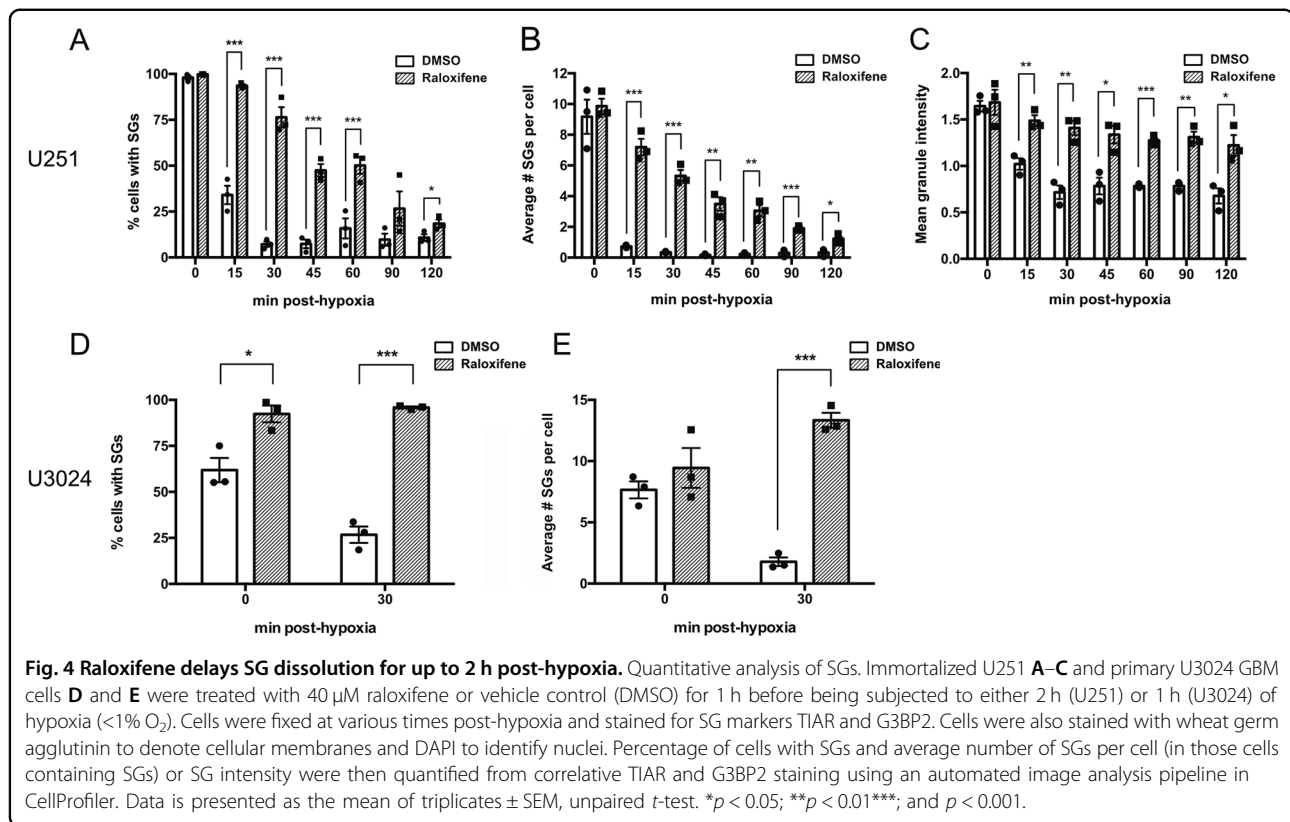 A
DMSO
Raloxifene
***
***
***
***
*
100
75
50
25
0
% cells with SGs
0 15 30 45 60 90 120
min post-hypoxia
B
DMSO
Raloxifene
***
***
**
**
***
*
12
10
8
6
4
2
0
Average # SGs per cell
0 15 30 45 60 90 120
min post-hypoxia
C
DMSO
Raloxifene
**
**
*
***
**
*
2.0
1.5
1.0
0.5
0.0
Mean granule intensity
0 15 30 45 60 90 120
min post-hypoxia
U251
D
DMSO
Raloxifene
*
***
100
75
50
25
0
% cells with SGs
0 30
min post-hypoxia
E
DMSO
Raloxifene
***
15
10
5
0
Average # SGs per cell
0 30
min post-hypoxia
U3024
Fig. 4 Raloxifene delays SG dissolution for up to 2 h post-hypoxia. Quantitative analysis of SGs. Immortalized U251 A–C and primary U3024 GBM
cells D and E were treated with 40 µM raloxifene or vehicle control (DMSO) for 1 h before being subjected to either 2 h (U251) or 1 h (U3024) of
hypoxia (<1% O₂). Cells were fixed at various times post-hypoxia and stained for SG markers TIAR and G3BP2. Cells were also stained with wheat germ
agglutinin to denote cellular membranes and DAPI to identify nuclei. Percentage of cells with SGs and average number of SGs per cell (in those cells
containing SGs) or SG intensity were then quantified from correlative TIAR and G3BP2 staining using an automated image analysis pipeline in
CellProfiler. Data is presented as the mean of triplicates ± SEM, unpaired t-test. *p < 0.05; **p < 0.01***; and p < 0.001.